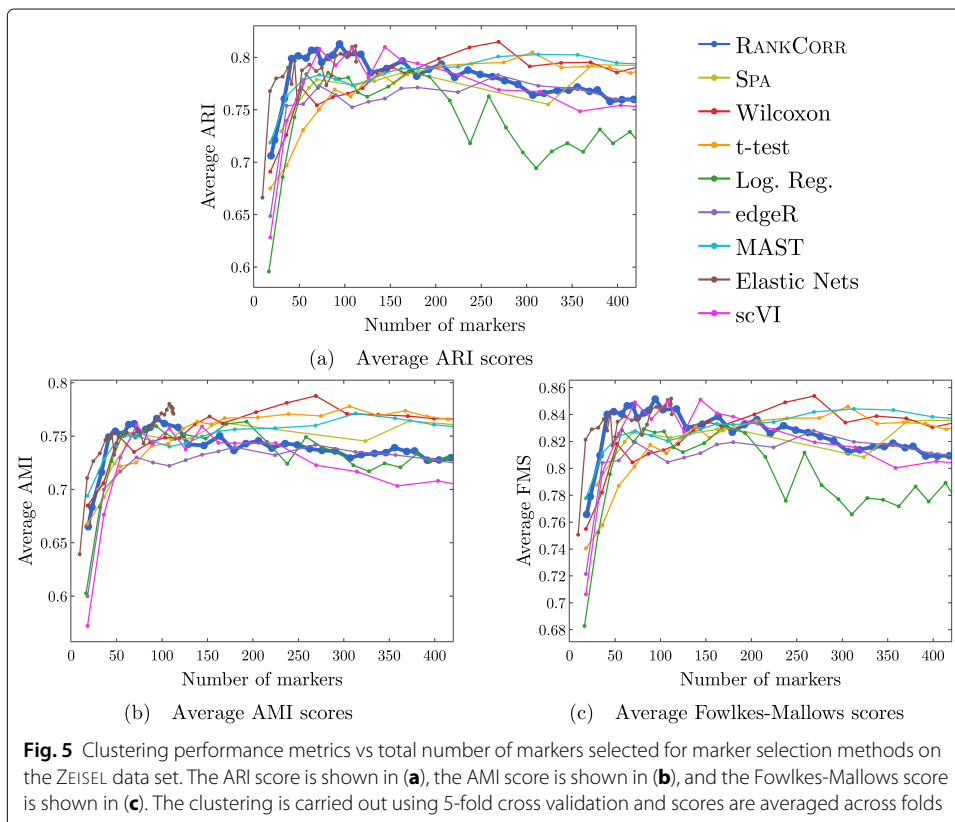 0.8
0.75
0.7
0.65
0.6
Average ARI
0 50 100 150 200 250 300 350 400
Number of markers
(a) Average ARI scores
RANKCORR
SPA
Wilcoxon
t-test
Log. Reg.
edgeR
MAST
Elastic Nets
scVI
0.8
0.75
0.7
0.65
0.6
Average AMI
0 50 100 150 200 250 300 350 400
Number of markers
(b) Average AMI scores
0.86
0.84
0.82
0.8
0.78
0.76
0.74
0.72
0.7
0.68
Average FMS
0 50 100 150 200 250 300 350 400
Number of markers
(c) Average Fowlkes-Mallows scores
Fig. 5 Clustering performance metrics vs total number of markers selected for marker selection methods on
the ZEISEL data set. The ARI score is shown in (a), the AMI score is shown in (b), and the Fowlkes-Mallows score
is shown in (c). The clustering is carried out using 5-fold cross validation and scores are averaged across folds